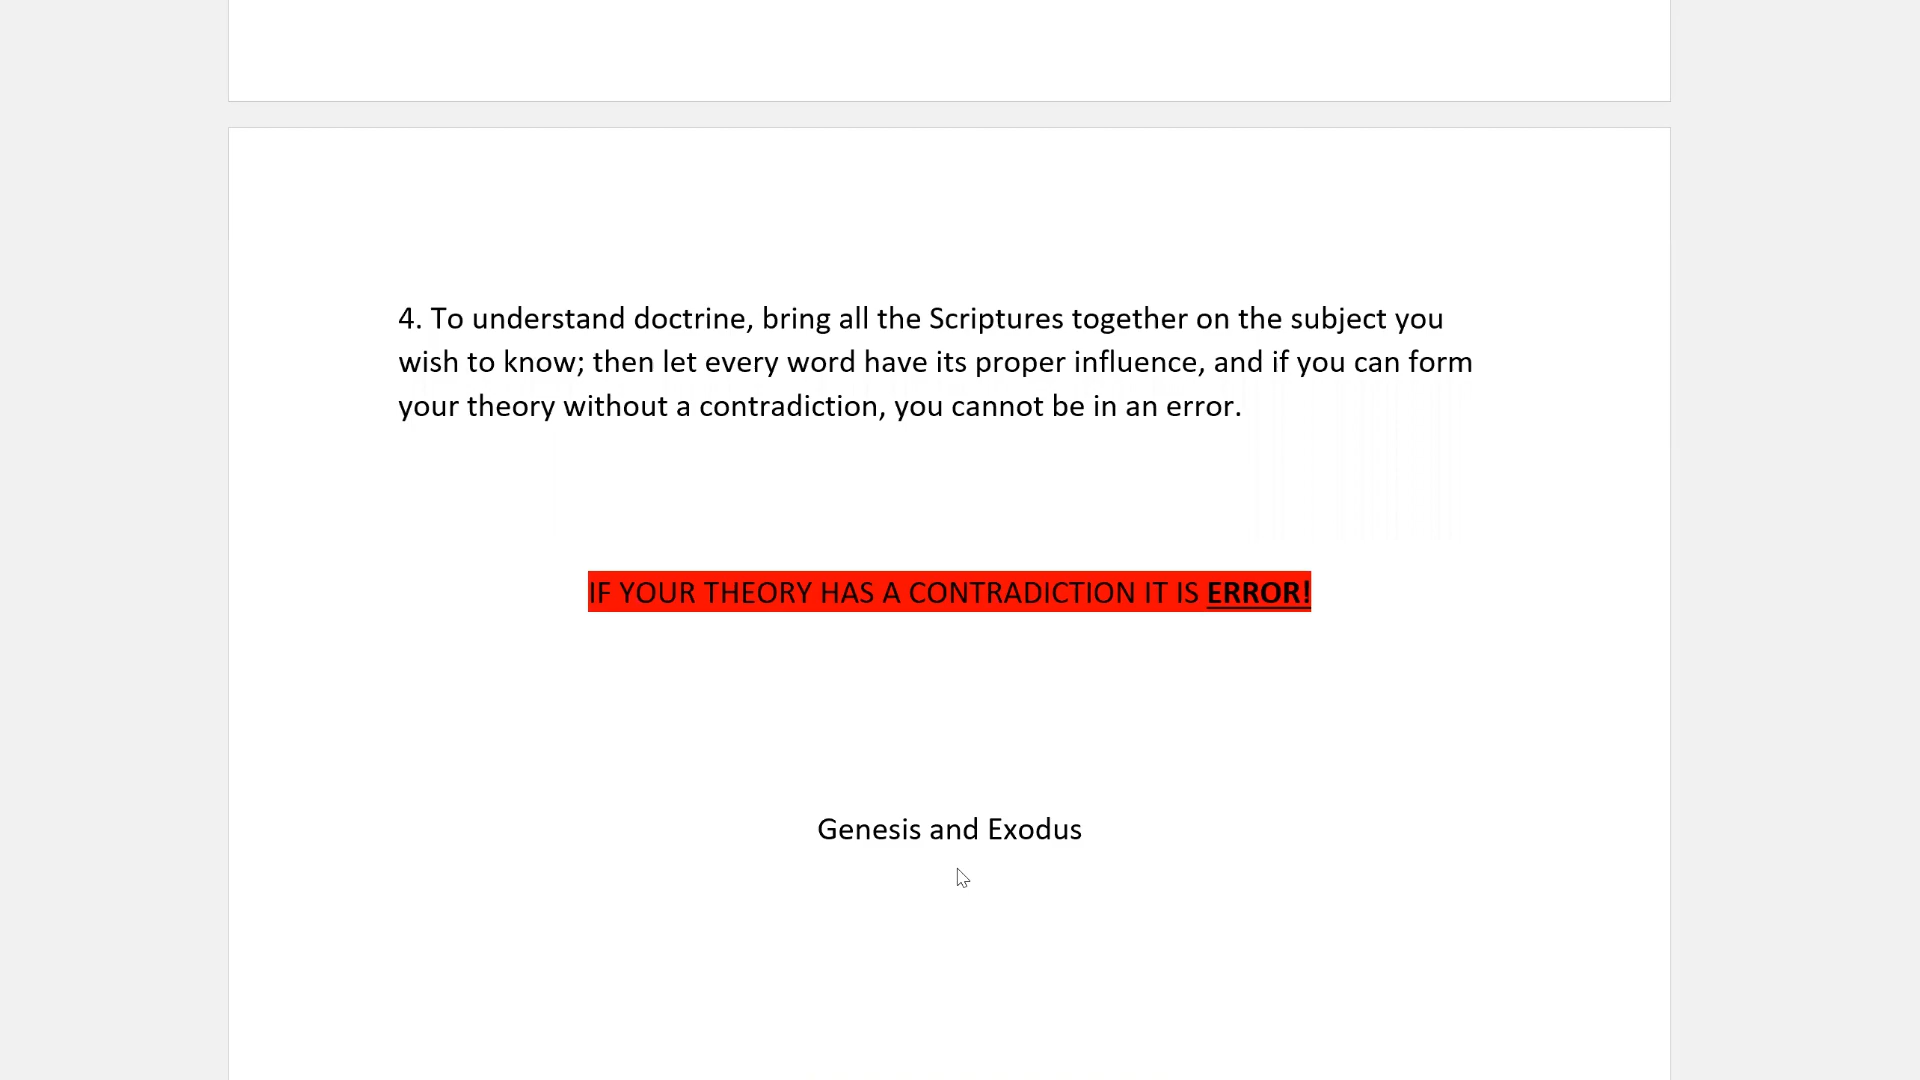 4. To understand doctrine, bring all the Scriptures together on the subject you
wish to know; then let every word have its proper influence, and if you can form
your theory without a contradiction, you cannot be in an error.
IF YOUR THEORY HAS A CONTRADICTION IT IS ERROR!
Genesis and Exodus